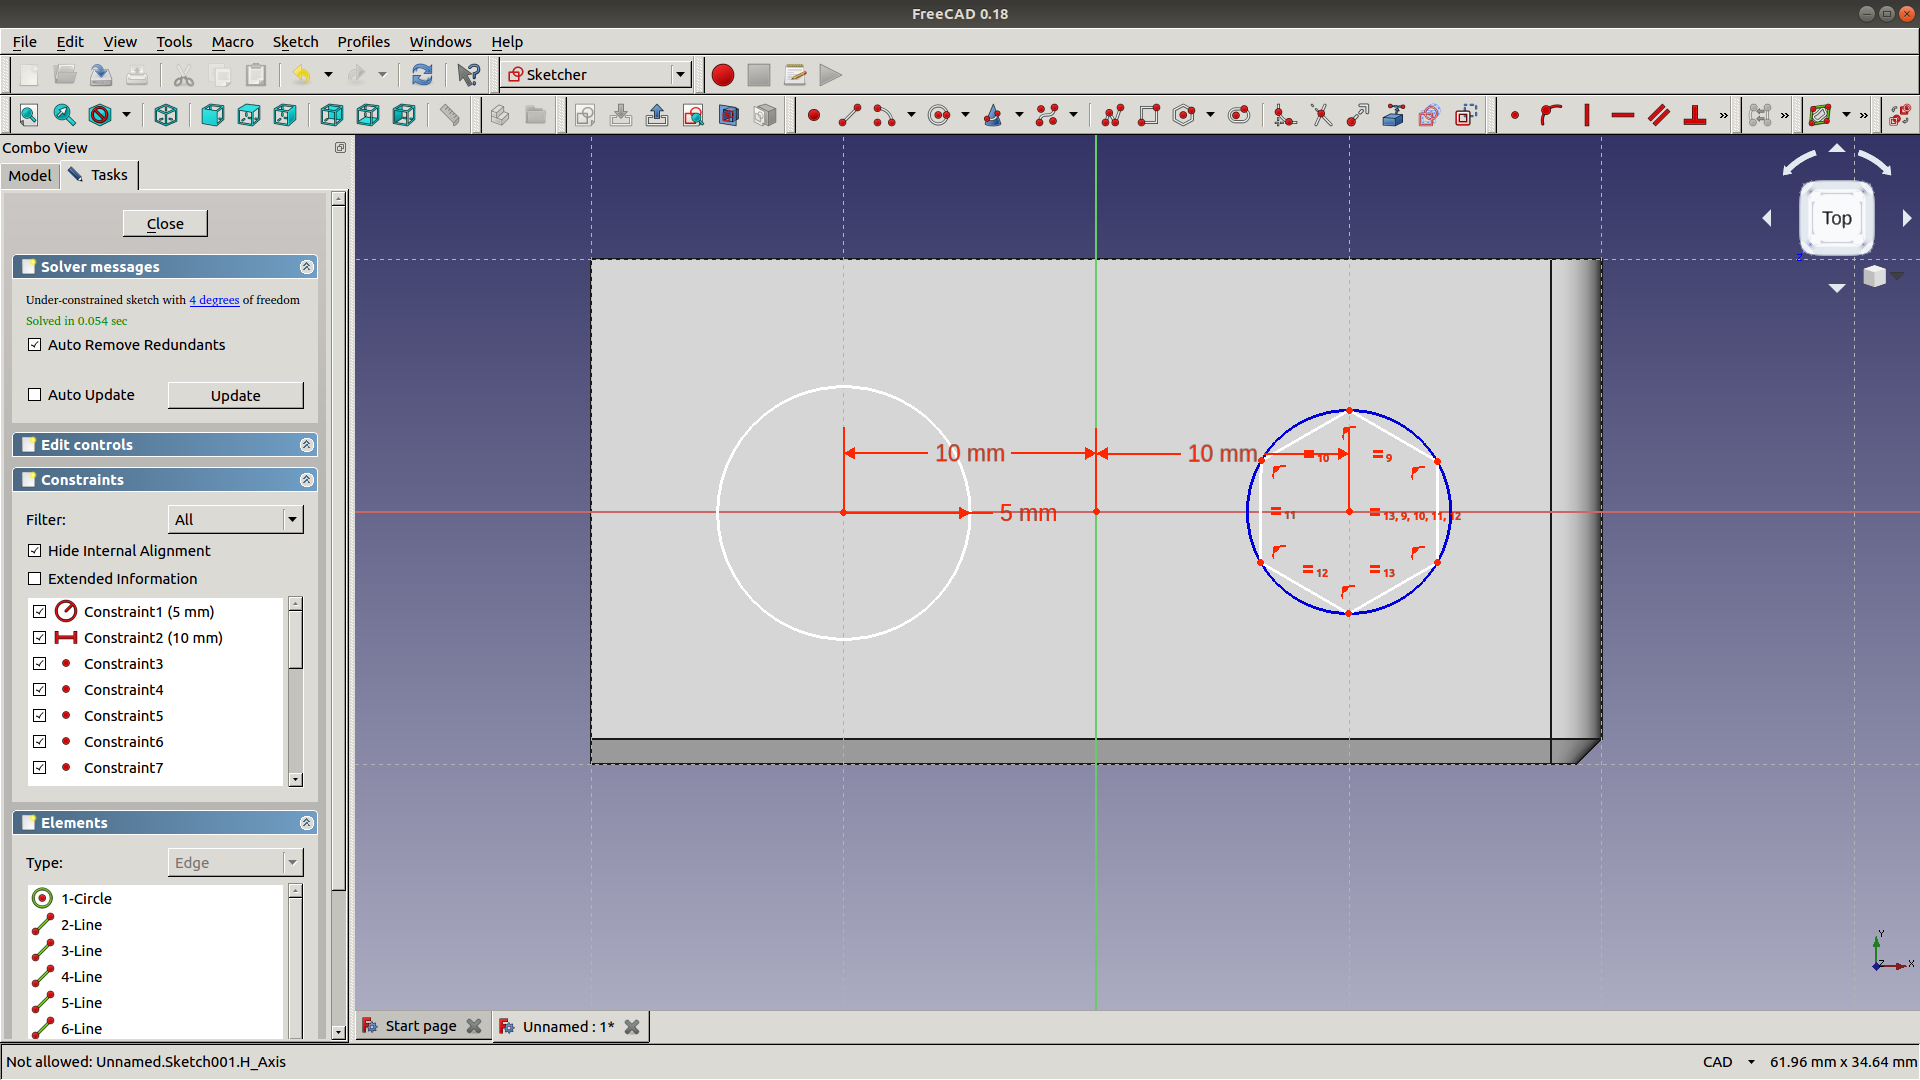 FreeCAD 0.18
File Edit View Tools Macro Sketch Profiles Windows Help
Sketcher
» » »
Combo View
Model Tasks
Close
Solver messages
Under-constrained sketch with 4 degrees of freedom
Solved in 0.054 sec
Auto Remove Redundants
Auto Update Update
Edit controls
Constraints
Filter: All
Hide Internal Alignment
Extended Information
Constraint1 (5 mm)
Constraint2 (10 mm)
Constraint3
Constraint4
Constraint5
Constraint6
Constraint7
Elements
Type: Edge
1-Circle
2-Line
3-Line
4-Line
5-Line
6-Line
Top
Z
10 mm 10 mm 10 9
5 mm 11 13, 9, 10, 11, 12
12 13
Y
Z X
Start page Unnamed : 1*
Not allowed: Unnamed.Sketch001.H_Axis CAD 61.96 mm x 34.64 mm